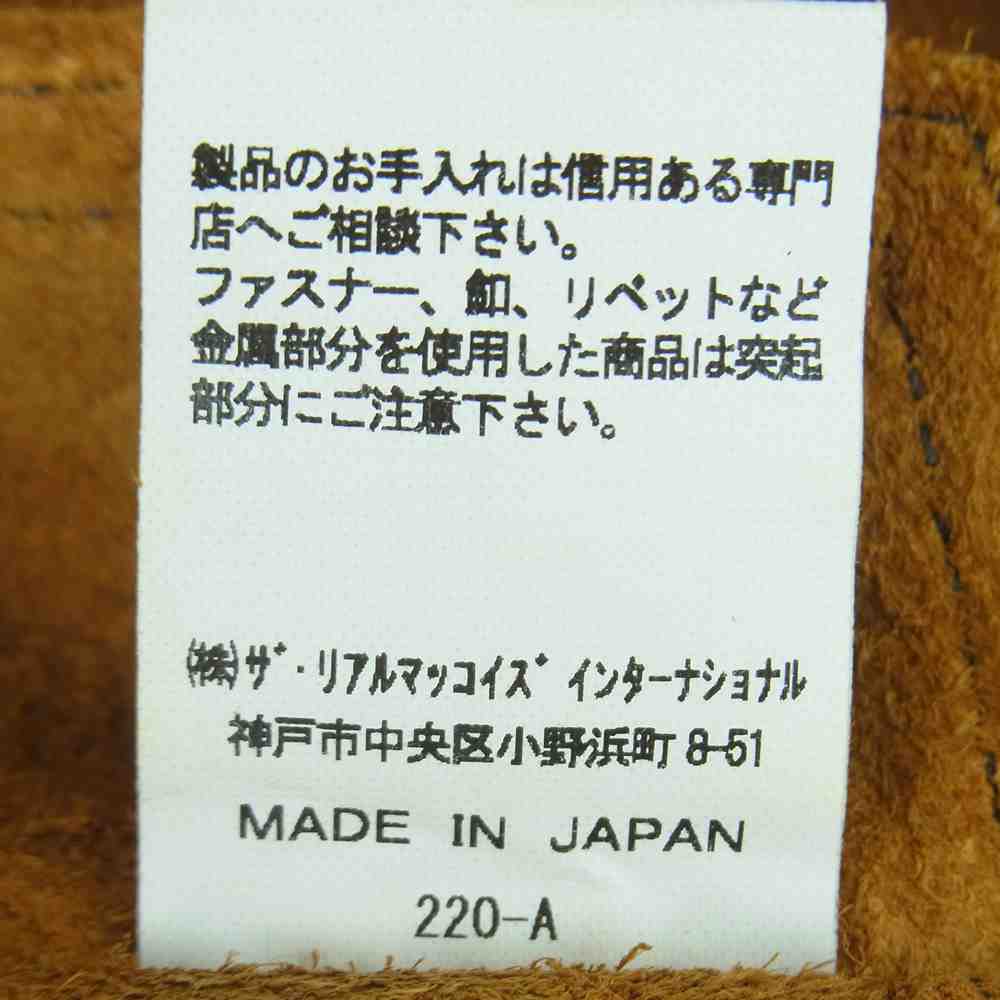 製品のお手入れは信用ある専門
店へご相談下さい。
ファスナー、釦、リベットなど
金属部分を使用した商品は突起
部分にご注意下さい。
㈱ザ・リアルマッコイズ インターナショナル
神戸市中央区小野浜町8-51
MADE IN JAPAN
220-A